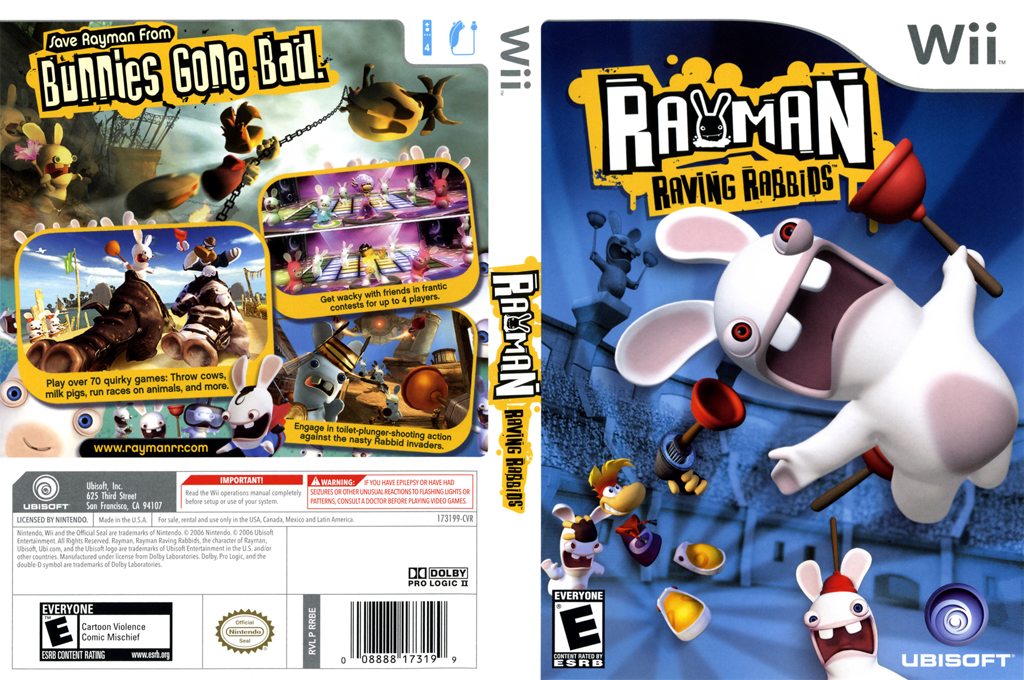 Save Rayman From
Bunnies Gone Bad!
4
Get wacky with friends in frantic
contests for up to 4 players.
Play over 70 quirky games: Throw cows,
milk pigs, run races on animals, and more.
Engage in toilet-plunger-shooting action
against the nasty Rabbid invaders.
www.raymanrr.com
UBISOFT
Ubisoft, Inc.
625 Third Street
San Francisco, CA 94107
IMPORTANT!
Read the Wii operations manual completely
before setup or use of your system.
WARNING: IF YOU HAVE EPILEPSY OR HAVE HAD
SEIZURES OR OTHER UNUSUAL REACTIONS TO FLASHING LIGHTS OR
PATTERNS, CONSULT A DOCTOR BEFORE PLAYING VIDEO GAMES.
LICENSED BY NINTENDO. Made in the U.S.A. For sale, rental and use only in the USA, Canada, Mexico and Latin America. 173199-CVR
Nintendo, Wii and the Official Seal are trademarks of Nintendo. © 2006 Nintendo. © 2006 Ubisoft
Entertainment. All Rights Reserved. Rayman, Rayman Raving Rabbids, the character of Rayman,
Ubisoft, Ubi.com, and the Ubisoft logo are trademarks of Ubisoft Entertainment in the U.S. and/or
other countries. Manufactured under license from Dolby Laboratories. Dolby, Pro Logic, and the
double-D symbol are trademarks of Dolby Laboratories.
DOLBY
PRO LOGIC II
EVERYONE
E
TM
Cartoon Violence
Comic Mischief
ESRB CONTENT RATING www.esrb.org
Official
Nintendo
Seal
RVL P RRBE
0 08888 17319 9
Wii™
RAYMAN
RAVING RABBIDS™
Wii™
RAYMAN
RAVING RABBIDS™
EVERYONE
E
®
CONTENT RATED BY
ESRB
UBISOFT™